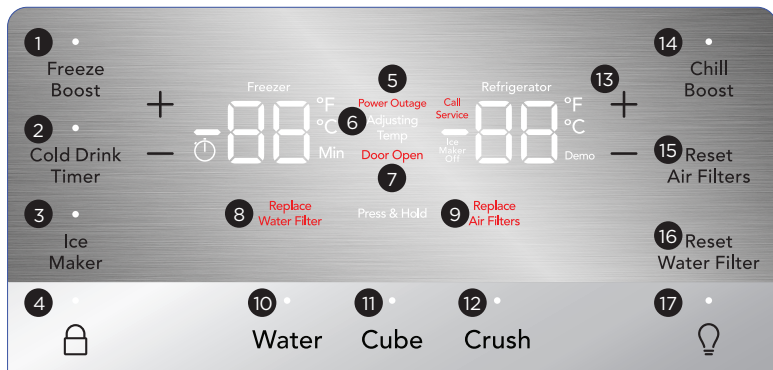 1
Freeze
Boost
2
Cold Drink
Timer
3
Ice
Maker
4
Freezer
88
°F
°C
Min
5
Power Outage
6
Adjusting
Temp
Door Open
7
Call
Service
Ice
Maker
Off
Refrigerator
88
°F
°C
Demo
13
+
−
+
−
8
Replace
Water Filter
Press & Hold
9
Replace
Air Filters
14
Chill
Boost
15
Reset
Air Filters
16
Reset
Water Filter
10
Water
11
Cube
12
Crush
17